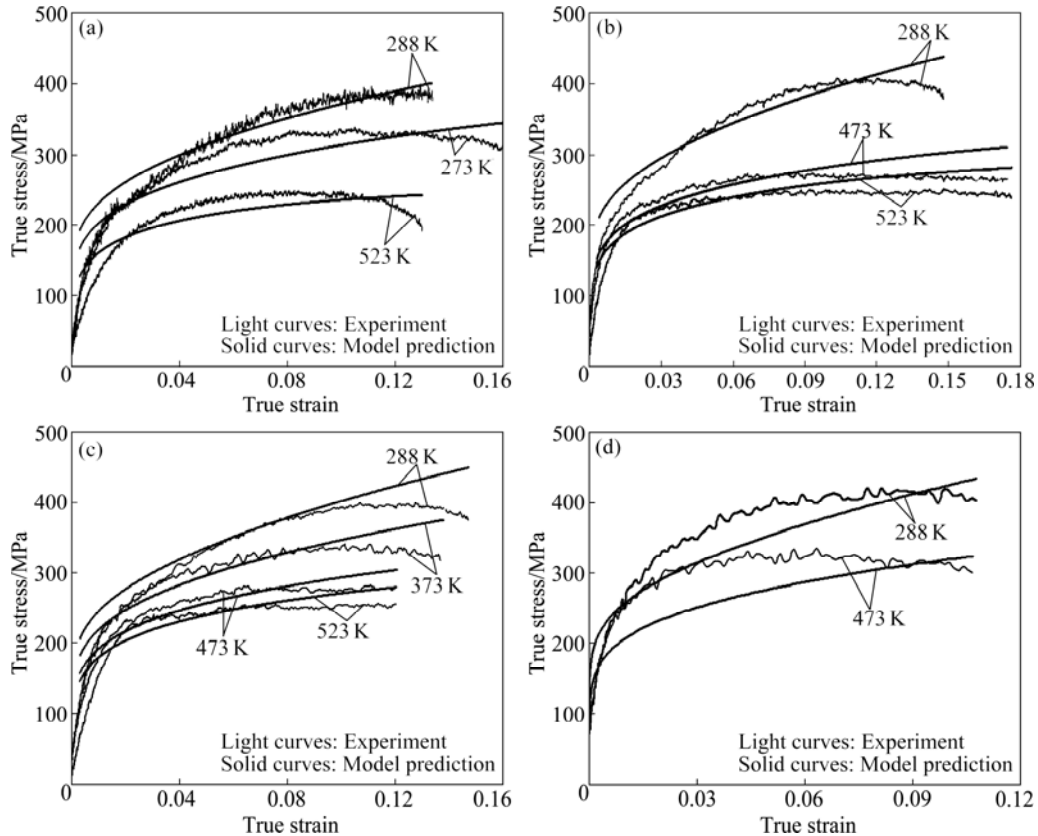 (a)
500
400
300
200
100
0
0.04
0.08
0.12
0.16
True stress/MPa
True strain
288 K
273 K
523 K
Light curves: Experiment
Solid curves: Model prediction
(b)
500
400
300
200
100
0
0.03
0.06
0.09
0.12
0.15
0.18
True stress/MPa
True strain
288 K
473 K
523 K
Light curves: Experiment
Solid curves: Model prediction
(c)
500
400
300
200
100
0
0.04
0.08
0.12
0.16
True stress/MPa
True strain
288 K
373 K
473 K
523 K
Light curves: Experiment
Solid curves: Model prediction
(d)
500
400
300
200
100
0
0.03
0.06
0.09
0.12
True stress/MPa
True strain
288 K
473 K
Light curves: Experiment
Solid curves: Model prediction